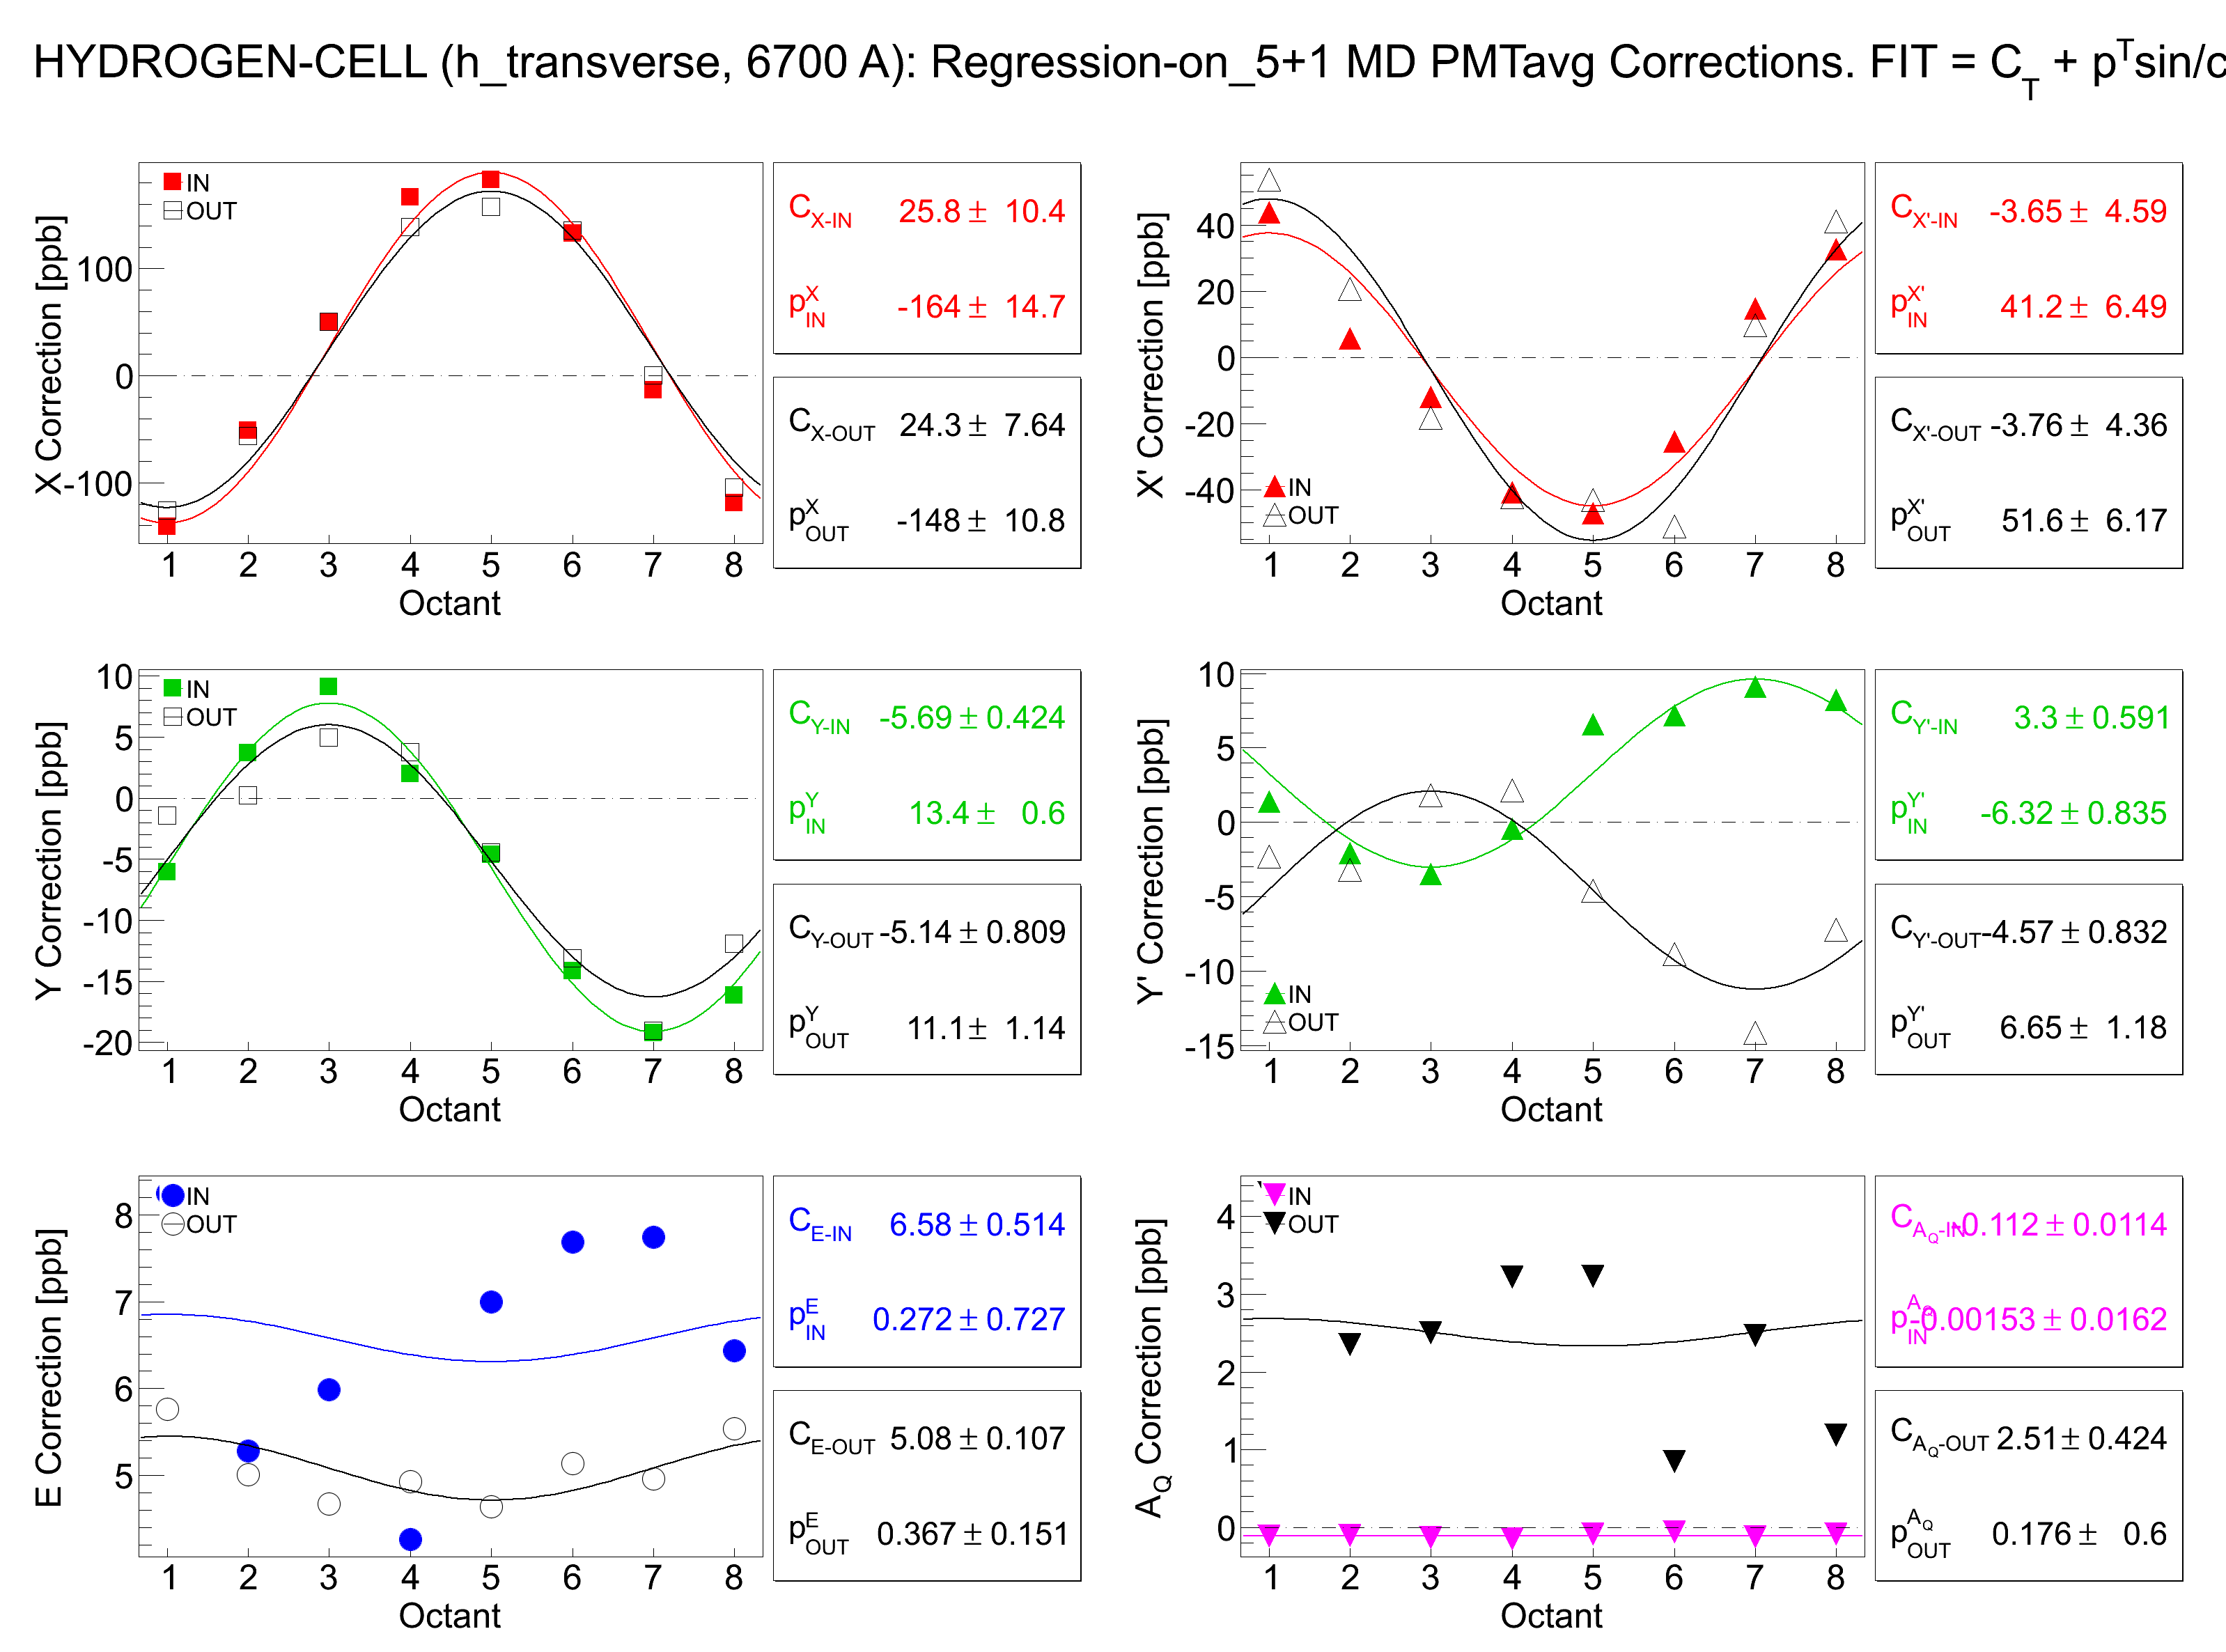 HYDROGEN-CELL (h_transverse, 6700 A): Regression-on_5+1 MD PMTavg Corrections. FIT = C_T + p^T sin/c
X Correction [ppb]
IN
OUT
100
0
-100
1 2 3 4 5 6 7 8
Octant
C_X-IN 25.8 ± 10.4
p^X_IN -164 ± 14.7
C_X-OUT 24.3 ± 7.64
p^X_OUT -148 ± 10.8
X' Correction [ppb]
40
20
0
-20
-40
IN
OUT
1 2 3 4 5 6 7 8
Octant
C_X'-IN -3.65 ± 4.59
p^X'_IN 41.2 ± 6.49
C_X'-OUT -3.76 ± 4.36
p^X'_OUT 51.6 ± 6.17
Y Correction [ppb]
IN
OUT
10
5
0
-5
-10
-15
-20
1 2 3 4 5 6 7 8
Octant
C_Y-IN -5.69 ± 0.424
p^Y_IN 13.4 ± 0.6
C_Y-OUT -5.14 ± 0.809
p^Y_OUT 11.1 ± 1.14
Y' Correction [ppb]
10
5
0
-5
-10
-15
IN
OUT
1 2 3 4 5 6 7 8
Octant
C_Y'-IN 3.3 ± 0.591
p^Y'_IN -6.32 ± 0.835
C_Y'-OUT -4.57 ± 0.832
p^Y'_OUT 6.65 ± 1.18
E Correction [ppb]
IN
OUT
8
7
6
5
1 2 3 4 5 6 7 8
Octant
C_E-IN 6.58 ± 0.514
p^E_IN 0.272 ± 0.727
C_E-OUT 5.08 ± 0.107
p^E_OUT 0.367 ± 0.151
A_Q Correction [ppb]
IN
OUT
4
3
2
1
0
1 2 3 4 5 6 7 8
Octant
C_A_Q-IN -0.112 ± 0.0114
p^A_Q_IN -0.00153 ± 0.0162
C_A_Q-OUT 2.51 ± 0.424
p^A_Q_OUT 0.176 ± 0.6